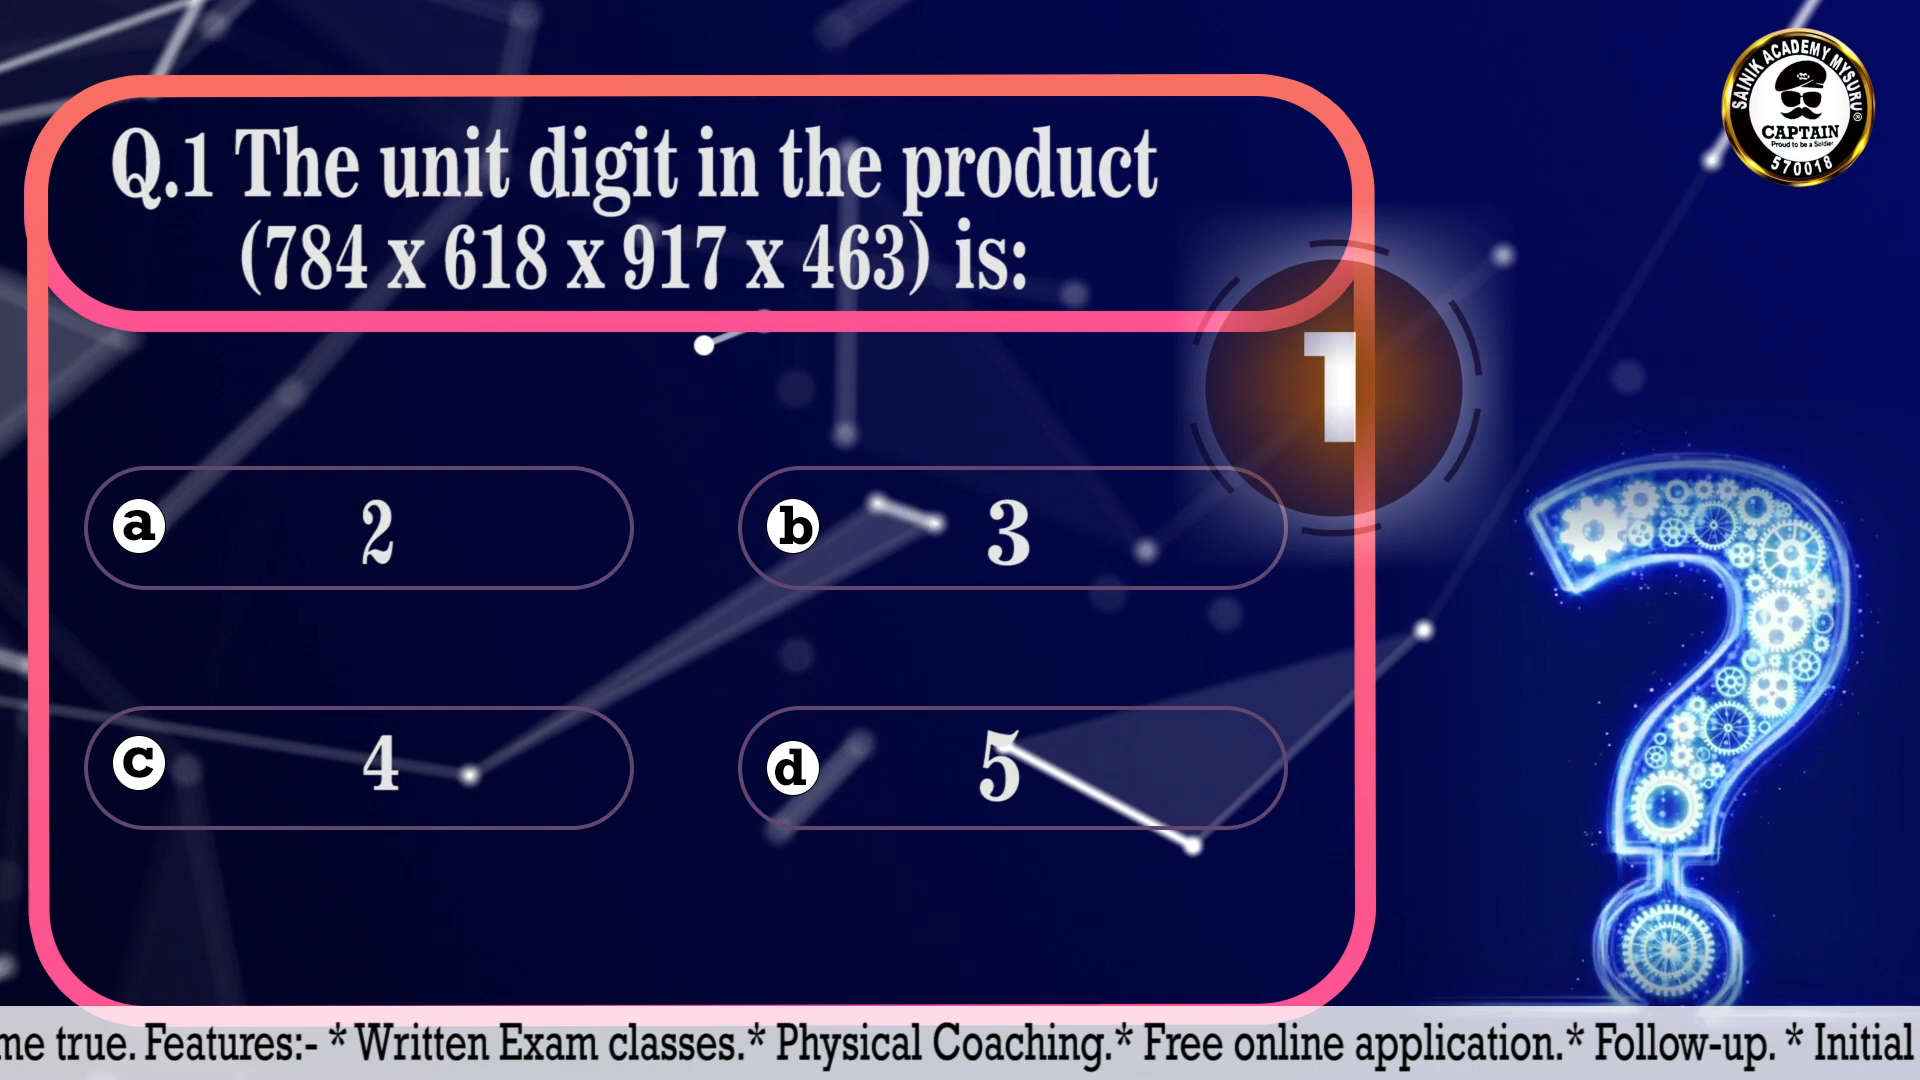 SAINIK ACADEMY MYSURU®
CAPTAIN
Proud to be a Soldier
570018
Q.1 The unit digit in the product
(784 x 618 x 917 x 463) is:
1
a 2
b 3
c 4
d 5
me true. Features:- * Written Exam classes.* Physical Coaching.* Free online application.* Follow-up. * Initial